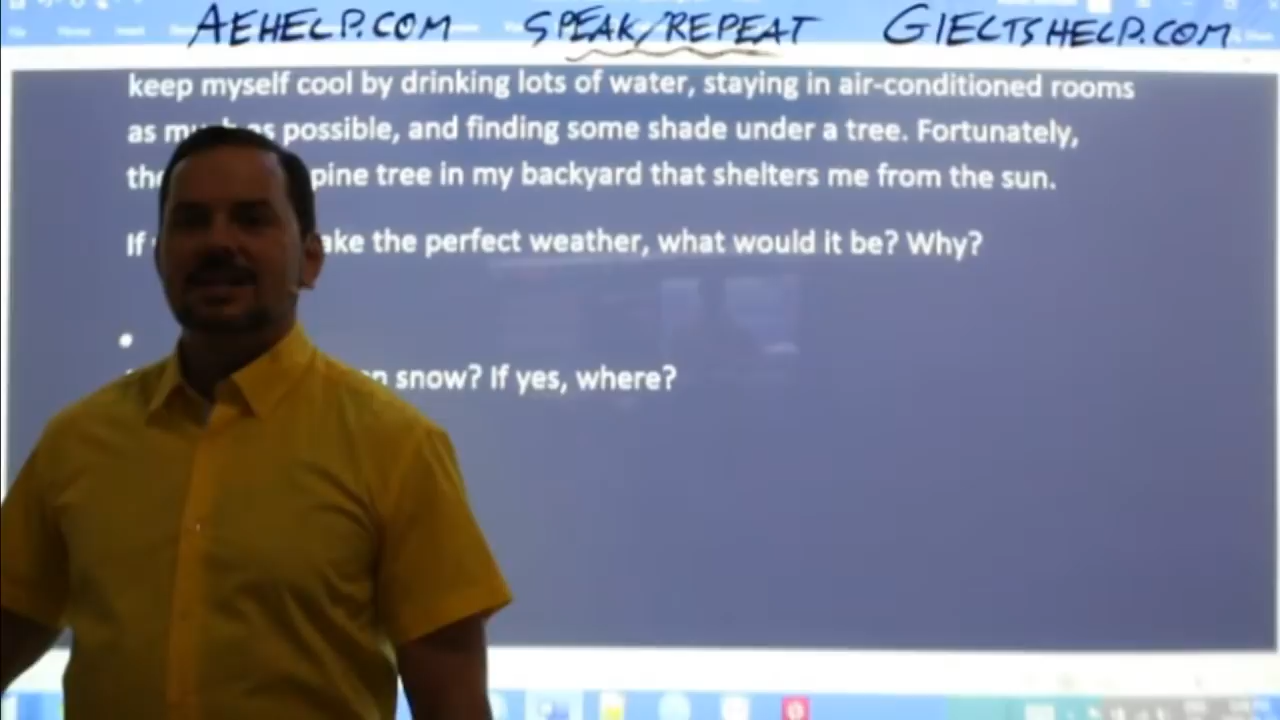 AEHELP.COM SPEAK/REPEAT GIELTSHELP.COM
keep myself cool by drinking lots of water, staying in air-conditioned rooms
as possible, and finding some shade under a tree. Fortunately,
pine tree in my backyard that shelters me from the sun.
If the perfect weather, what would it be? Why?
snow? If yes, where?